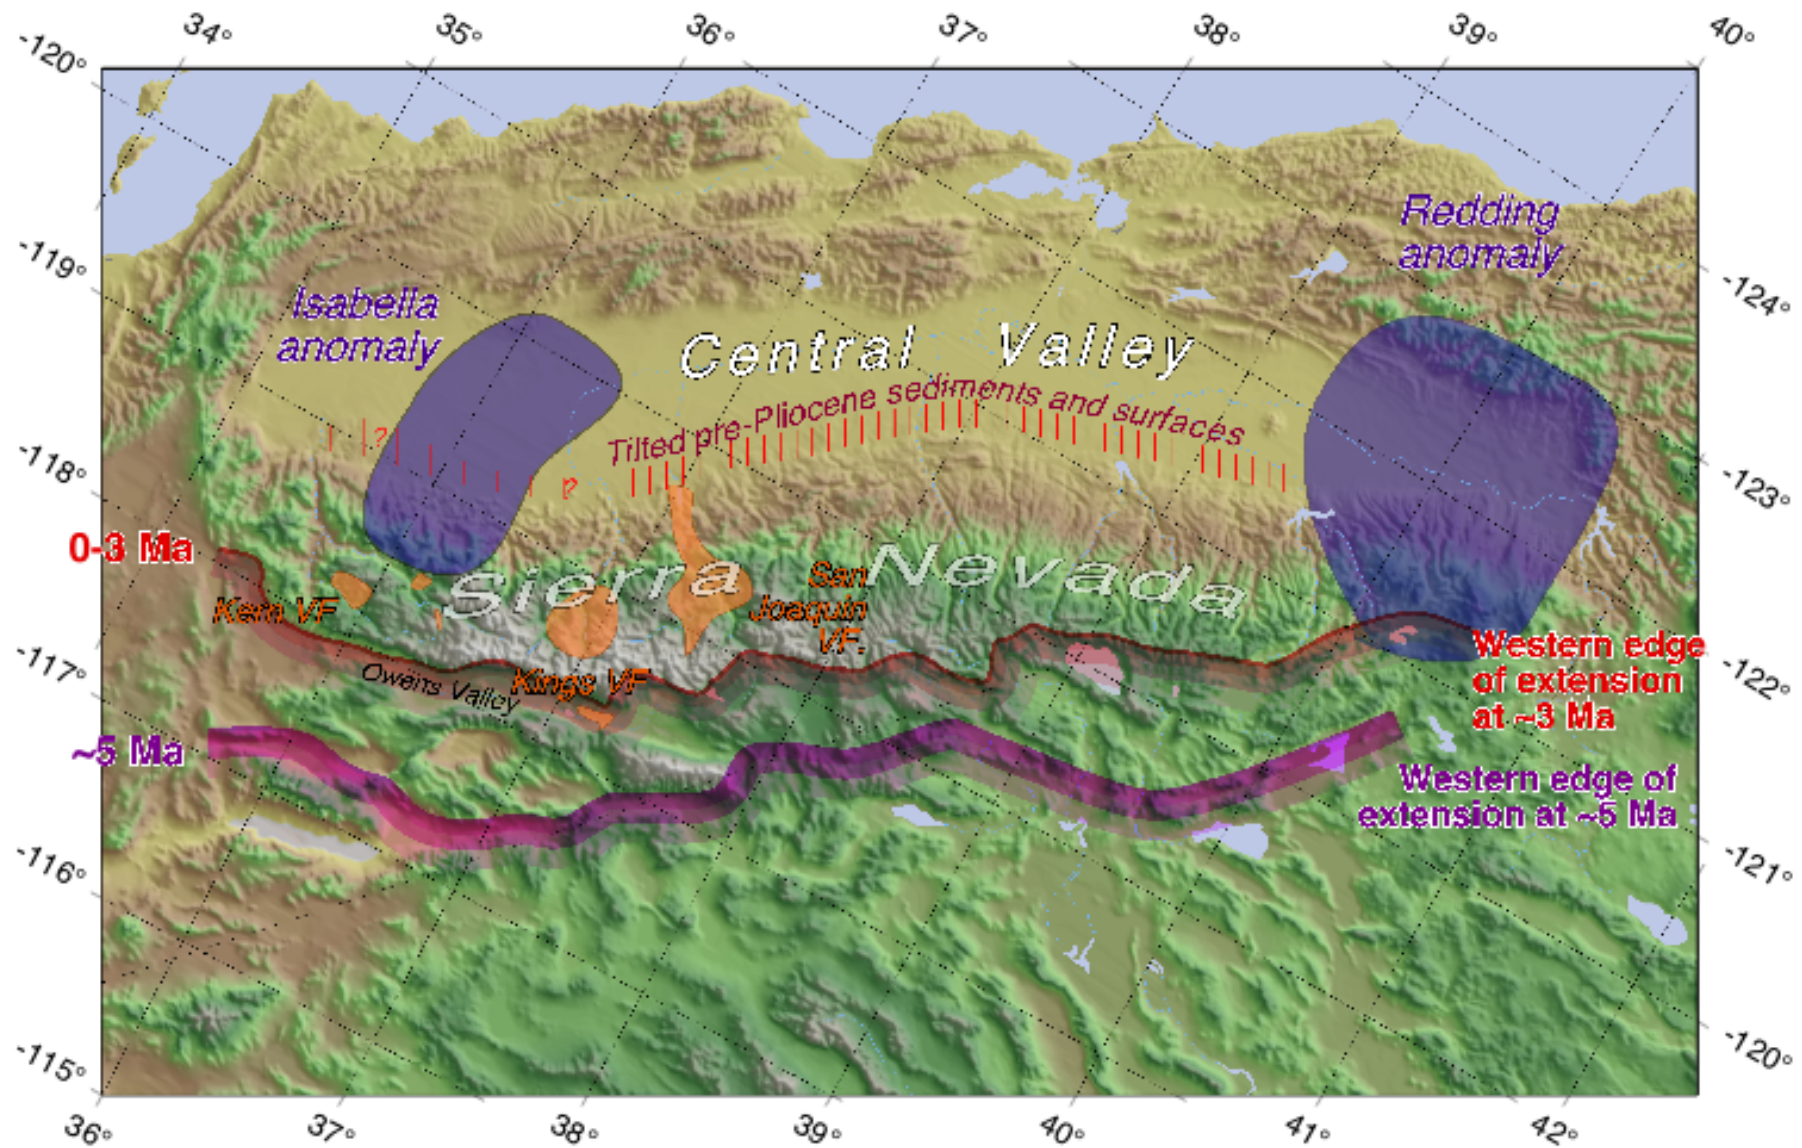 34°
35°
36°
37°
38°
39°
40°
-120°
-119°
-118°
-117°
-116°
-115°
Redding
anomaly
Isabella
anomaly
Central Valley
Tilted pre-Pliocene sediments and surfaces
?
?
0-3 Ma
Sierra Nevada
Kern VF
San
Joaquin
VF.
Kings VF
Owens Valley
Western edge
of extension
at ~3 Ma
~5 Ma
Western edge of
extension at ~5 Ma
-124°
-123°
-122°
-121°
-120°
36°
37°
38°
39°
40°
41°
42°